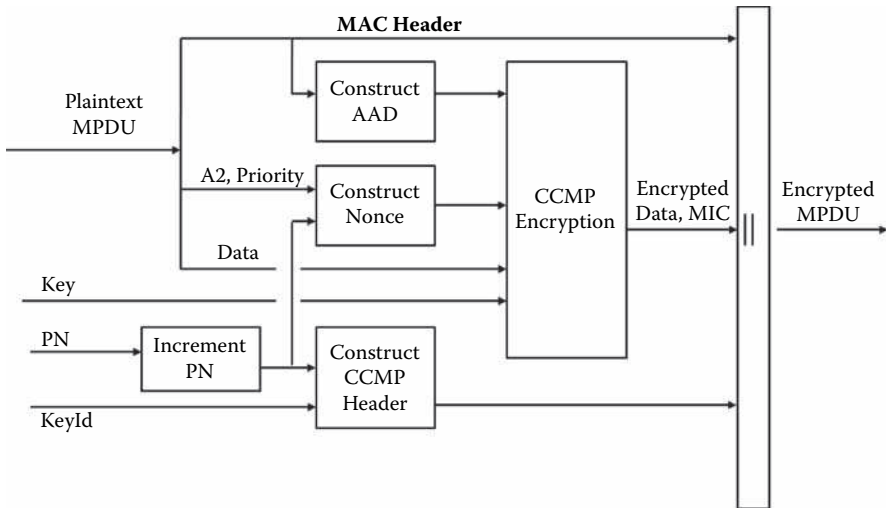 MAC Header
Plaintext
MPDU
Construct
AAD
A2, Priority
Construct
Nonce
CCMP
Encryption
Encrypted
Data, MIC
||
Encrypted
MPDU
Data
Key
PN
Increment
PN
Construct
CCMP
Header
KeyId